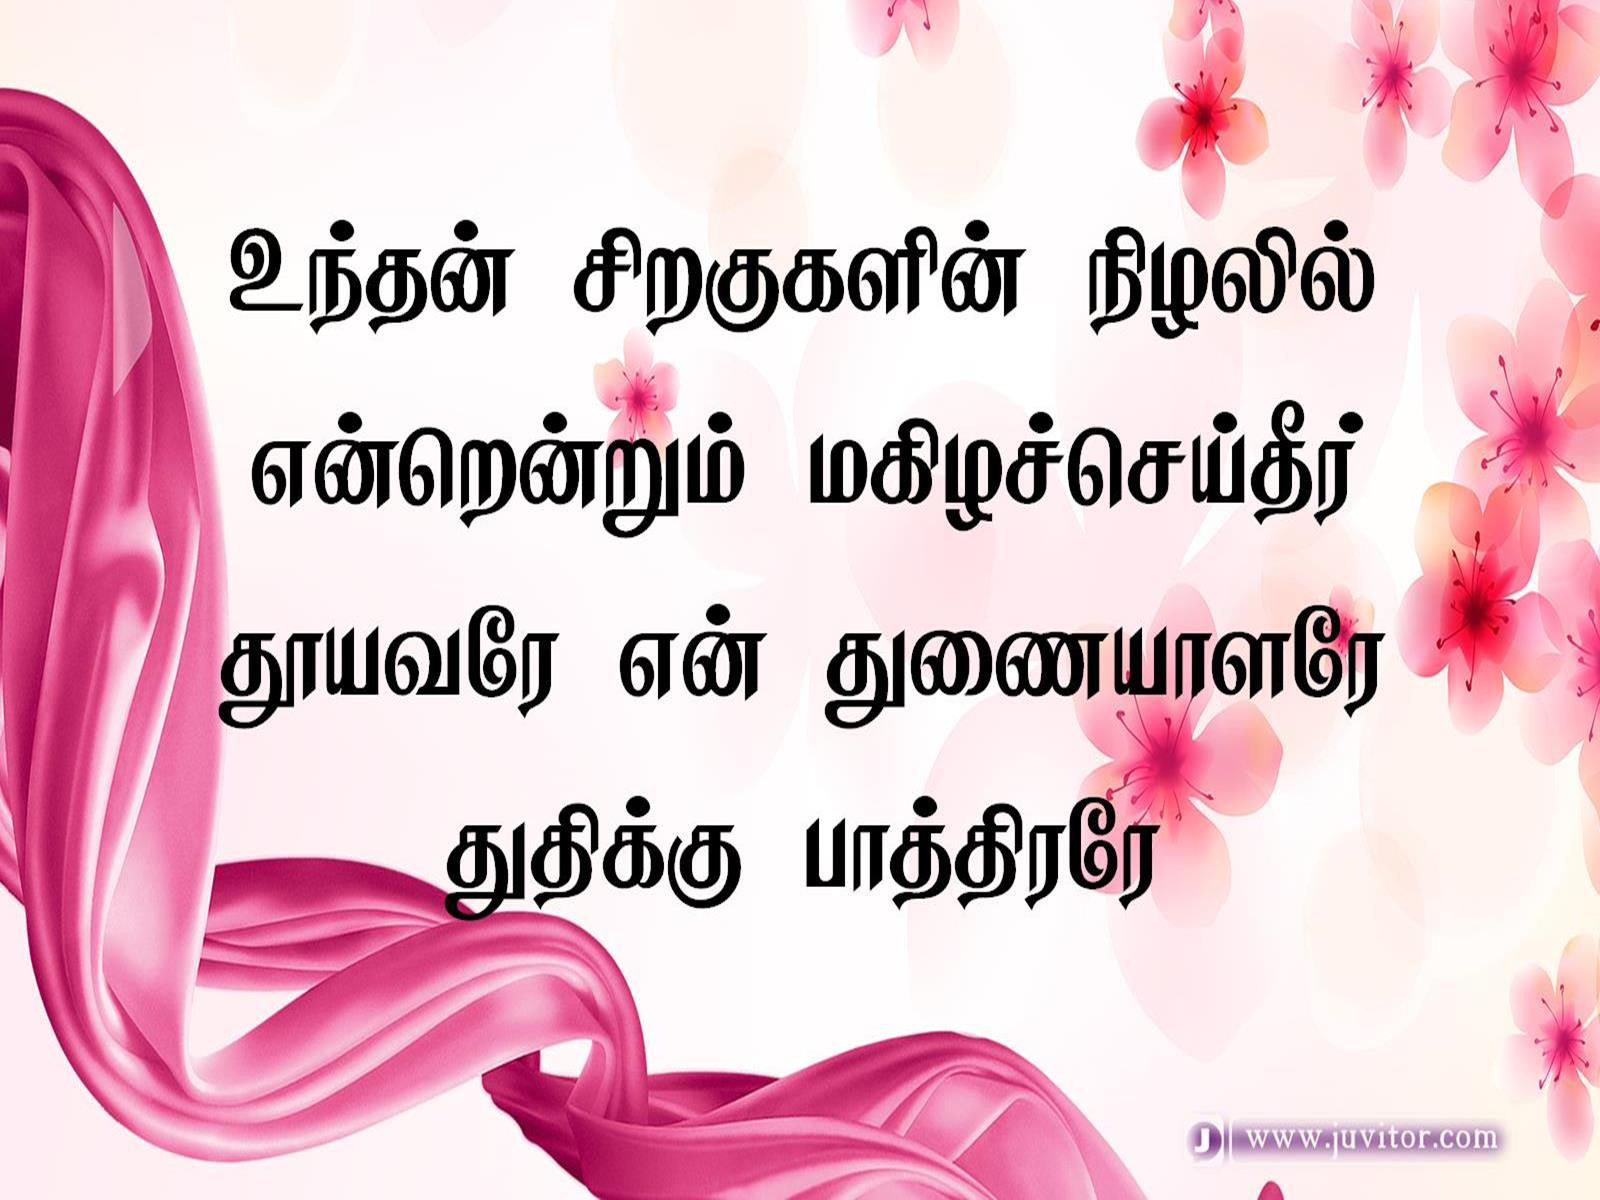 உந்தன் சிறகுகளின் நிழலில்
என்றென்றும் மகிழச்செய்தீர்
தூயவரே என் துணையாளரே
துதிக்கு பாத்திரரே
J www.juvitor.com